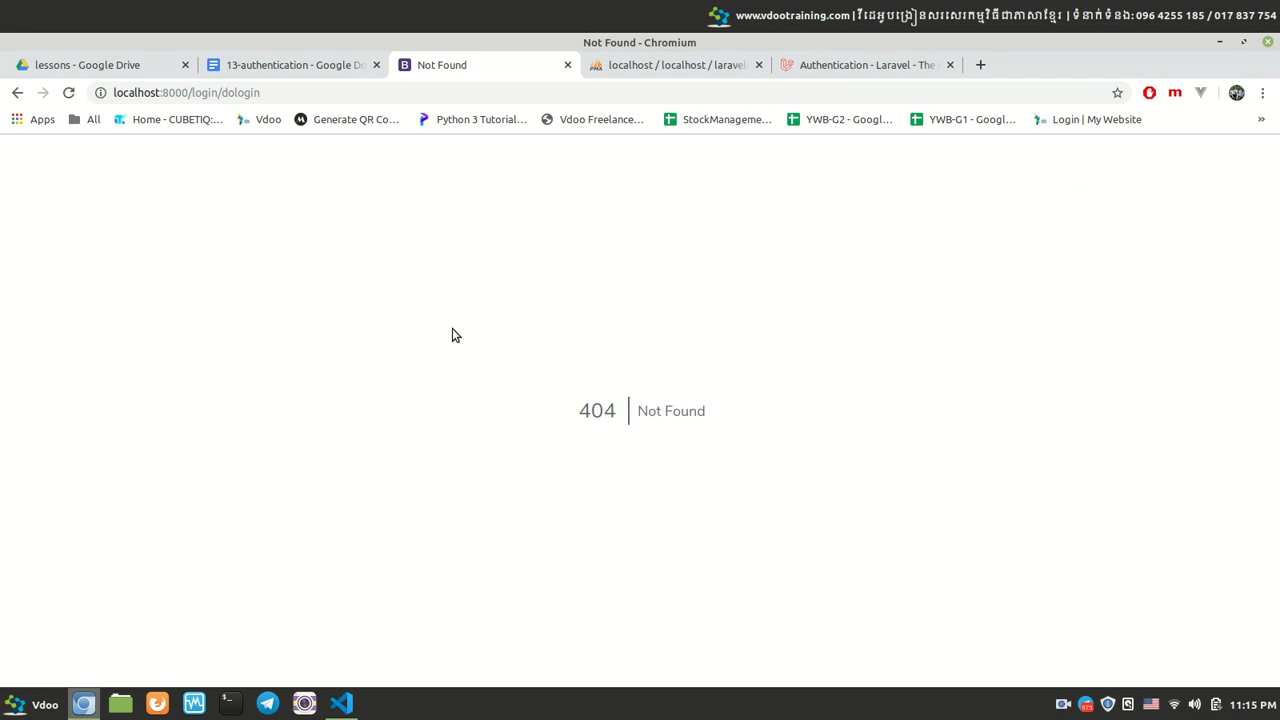 www.vdootraining.com | វីដេអូបង្រៀនសរសេរកម្មវិធីជាភាសាខ្មែរ | ទំនាក់ទំនង: 096 4255 185 / 017 837 754
Not Found - Chromium
lessons - Google Drive
13-authentication - Google Do
Not Found
localhost / localhost / laravel
Authentication - Laravel - The
localhost:8000/login/dologin
Apps
All
Home - CUBETIQ:...
Vdoo
Generate QR Co...
Python 3 Tutorial...
Vdoo Freelance...
StockManageme...
YWB-G2 - Googl...
YWB-G1 - Googl...
Login | My Website
»
404
Not Found
Vdoo
11:15 PM